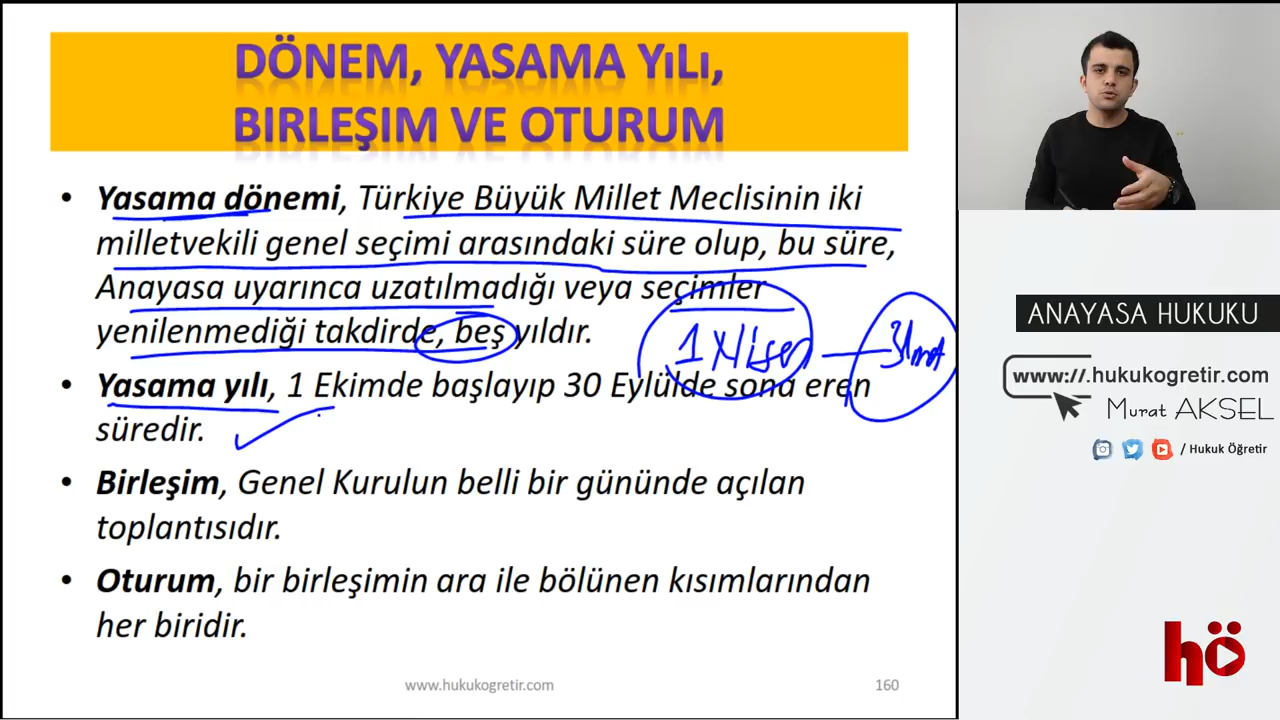 DÖNEM, YASAMA YıLı,
BIRLEŞIM VE OTURUM
• Yasama dönemi, Türkiye Büyük Millet Meclisinin iki
milletvekili genel seçimi arasındaki süre olup, bu süre,
Anayasa uyarınca uzatılmadığı veya seçimler
yenilenmediği takdirde, beş yıldır.
• Yasama yılı, 1 Ekimde başlayıp 30 Eylülde sona eren
süredir.
• Birleşim, Genel Kurulun belli bir gününde açılan
toplantısıdır.
• Oturum, bir birleşimin ara ile bölünen kısımlarından
her biridir.
www.hukukogretir.com
160
ANAYASA HUKUKU
www://.hukukogretir.com
Murat AKSEL
/ Hukuk Öğretir
hö